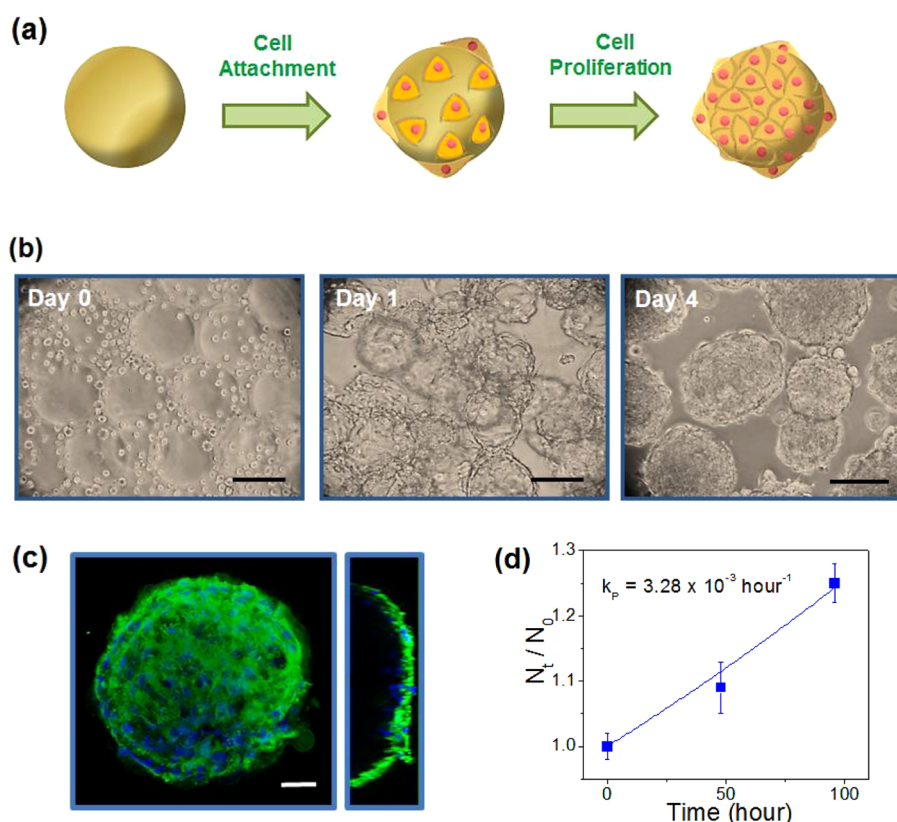 (a)
Cell
Attachment
Cell
Proliferation
(b)
Day 0
Day 1
Day 4
(c)
(d)
1.3
1.2
1.1
1.0
N_t / N_0
k_P = 3.28 x 10^-3 hour^-1
0
50
100
Time (hour)